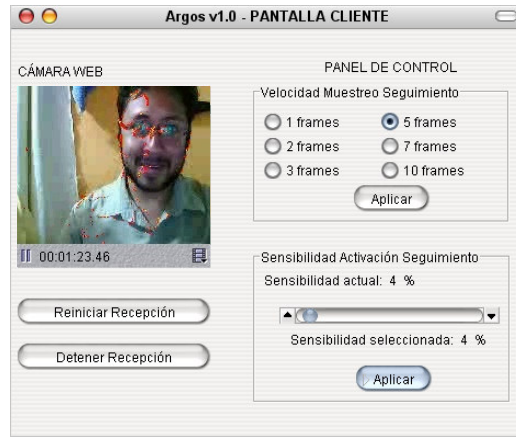 Argos v1.0 - PANTALLA CLIENTE
CÁMARA WEB
00:01:23.46
Reiniciar Recepción
Detener Recepción
PANEL DE CONTROL
Velocidad Muestreo Seguimiento
1 frames 5 frames
2 frames 7 frames
3 frames 10 frames
Aplicar
Sensibilidad Activación Seguimiento
Sensibilidad actual: 4 %
Sensibilidad seleccionada: 4 %
Aplicar